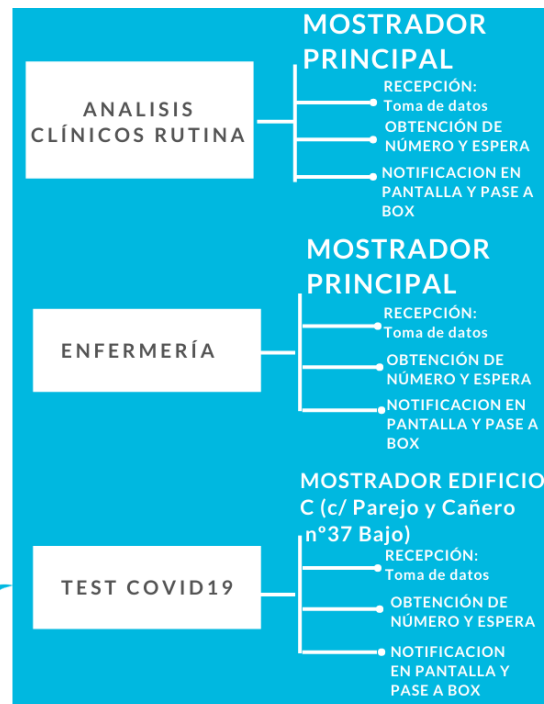 MOSTRADOR
PRINCIPAL
ANALISIS
CLÍNICOS RUTINA
RECEPCIÓN:
Toma de datos
OBTENCIÓN DE
NÚMERO Y ESPERA
NOTIFICACION EN
PANTALLA Y PASE A
BOX
MOSTRADOR
PRINCIPAL
ENFERMERÍA
RECEPCIÓN:
Toma de datos
OBTENCIÓN DE
NÚMERO Y ESPERA
NOTIFICACION EN
PANTALLA Y PASE A
BOX
MOSTRADOR EDIFICIO
C (c/ Parejo y Cañero
nº37 Bajo)
TEST COVID19
RECEPCIÓN:
Toma de datos
OBTENCIÓN DE
NÚMERO Y ESPERA
NOTIFICACION
EN PANTALLA Y
PASE A BOX